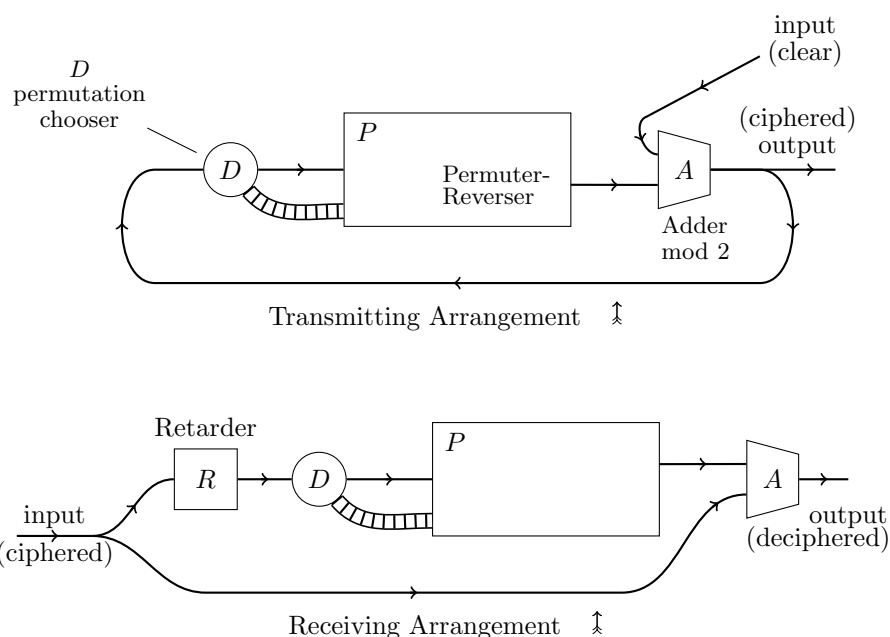 input
(clear)
D
permutation
chooser
(ciphered)
output
P
D
Permuter-
Reverser
A
Adder
mod 2
Transmitting Arrangement
Retarder
P
R
D
A
input
(ciphered)
output
(deciphered)
Receiving Arrangement